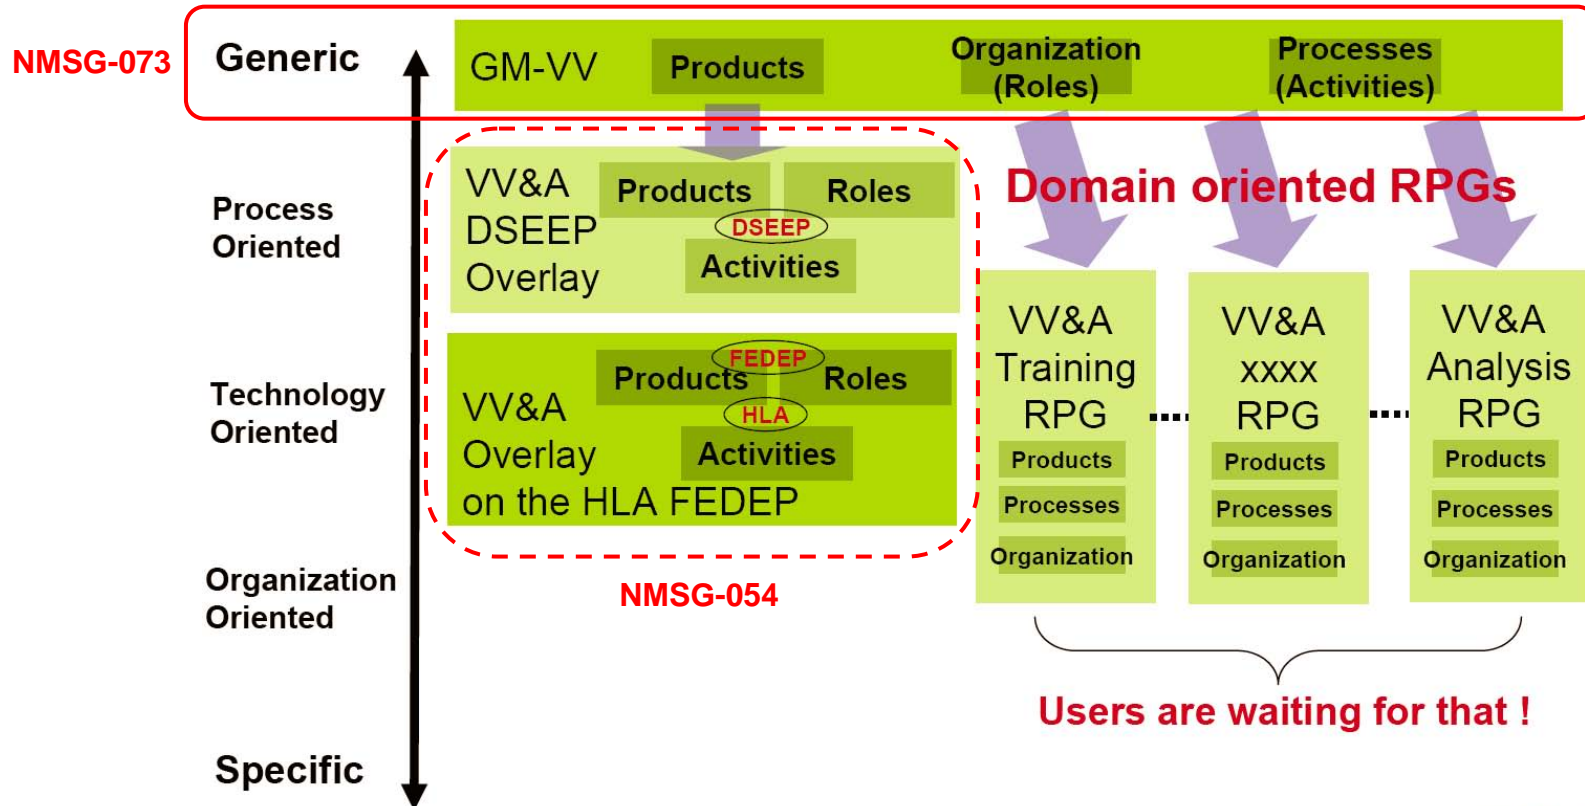 NMSG-073
Generic
GM-VV
Products
Organization
(Roles)
Processes
(Activities)
Process
Oriented
VV&A
DSEEP
Overlay
Products
Roles
DSEEP
Activities
Domain oriented RPGs
Technology
Oriented
VV&A
Overlay
on the HLA FEDEP
FEDEP
Products
Roles
HLA
Activities
VV&A
Training
RPG
Products
Processes
Organization
VV&A
xxxx
RPG
Products
Processes
Organization
VV&A
Analysis
RPG
Products
Processes
Organization
Organization
Oriented
NMSG-054
Users are waiting for that !
Specific